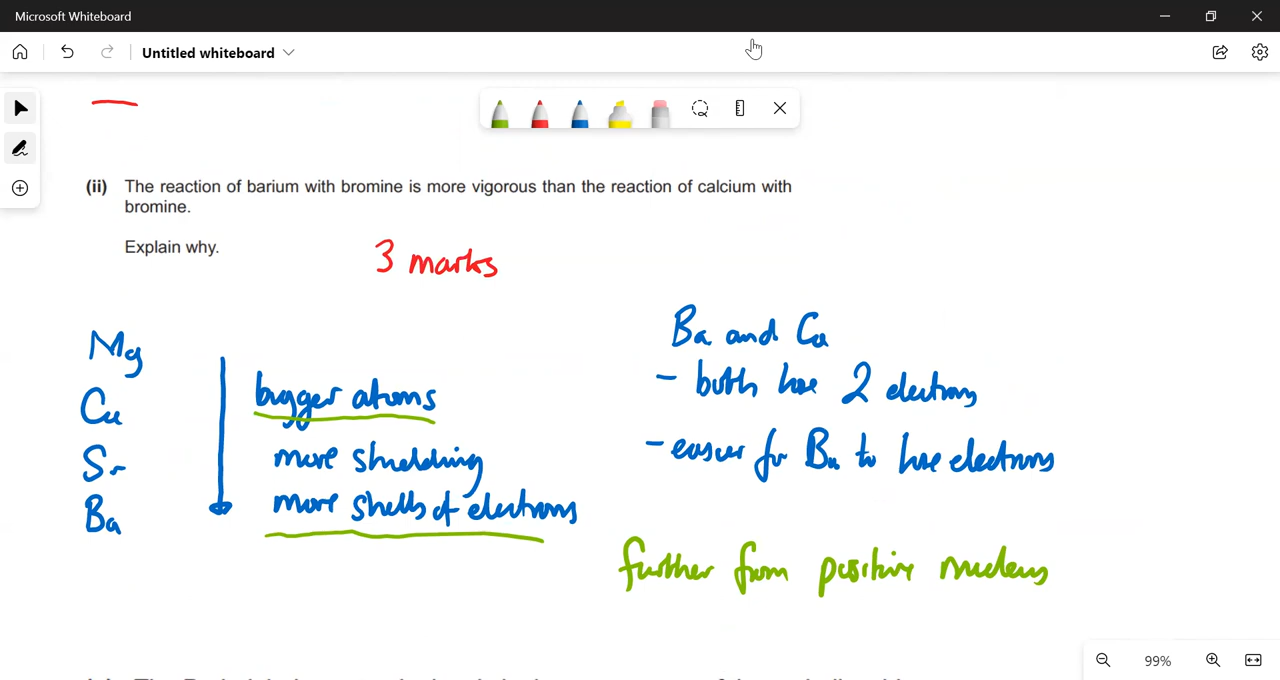 Microsoft Whiteboard
Untitled whiteboard
(ii) The reaction of barium with bromine is more vigorous than the reaction of calcium with
bromine.
Explain why.
3 marks
Mg
Ca
Sr
Ba
bigger atoms
more shielding
more shells of electrons
Ba and Ca
- both lose 2 electrons
- easier for Ba to lose electrons
further from positive nucleus
99%